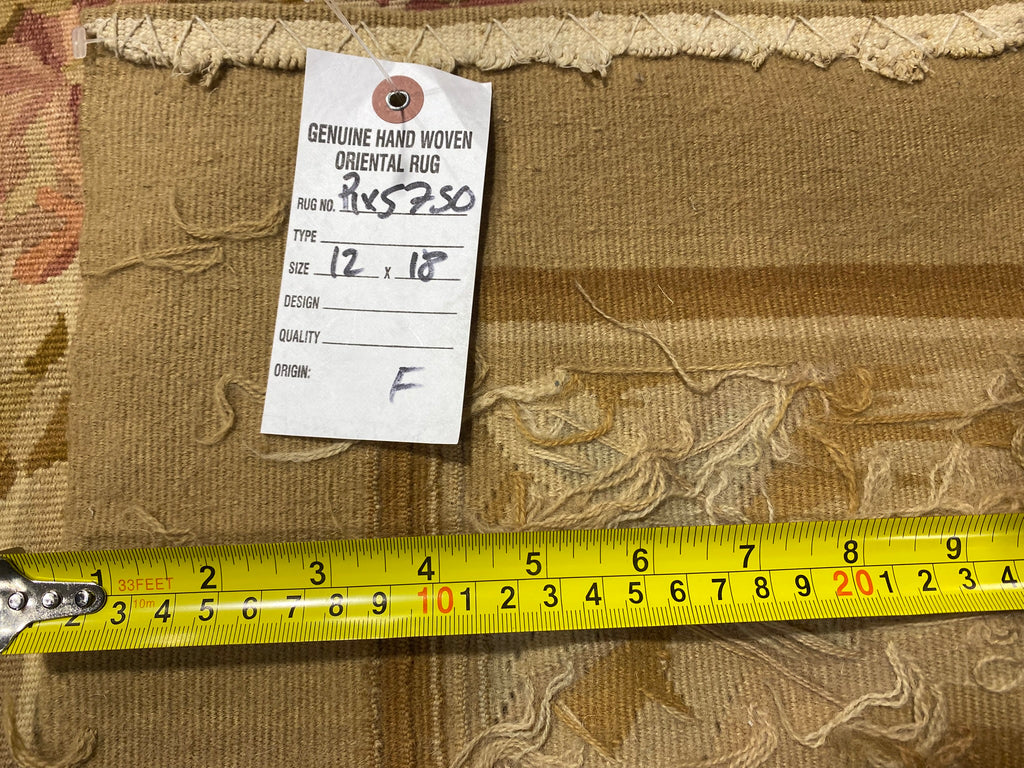 GENUINE HAND WOVEN
ORIENTAL RUG
RUG NO. Rx5750
TYPE
SIZE 12 x 18
DESIGN
QUALITY
ORIGIN: F
1 33FEET 2 3 4 5 6 7 8 9
2 3 10m 4 5 6 7 8 9 10 1 2 3 4 5 6 7 8 9 20 1 2 3 4